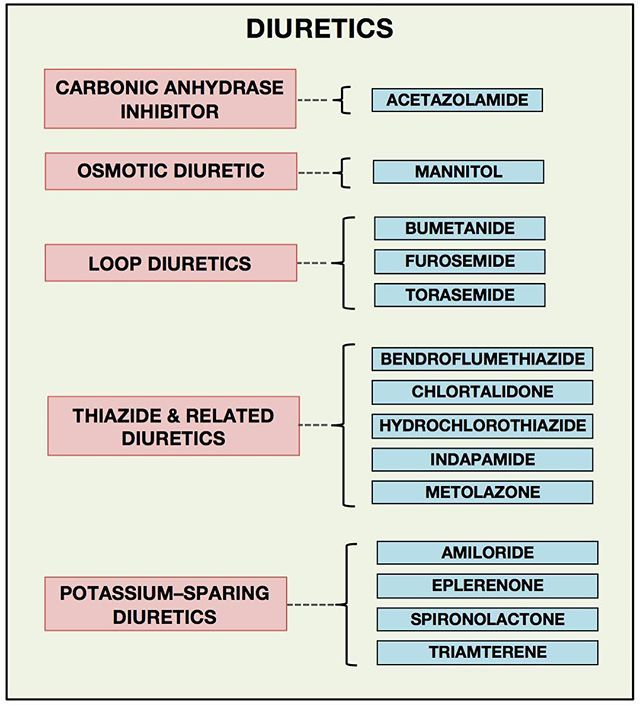 DIURETICS
CARBONIC ANHYDRASE
INHIBITOR
ACETAZOLAMIDE
OSMOTIC DIURETIC
MANNITOL
LOOP DIURETICS
BUMETANIDE
FUROSEMIDE
TORASEMIDE
THIAZIDE & RELATED
DIURETICS
BENDROFLUMETHIAZIDE
CHLORTALIDONE
HYDROCHLOROTHIAZIDE
INDAPAMIDE
METOLAZONE
POTASSIUM–SPARING
DIURETICS
AMILORIDE
EPLERENONE
SPIRONOLACTONE
TRIAMTERENE